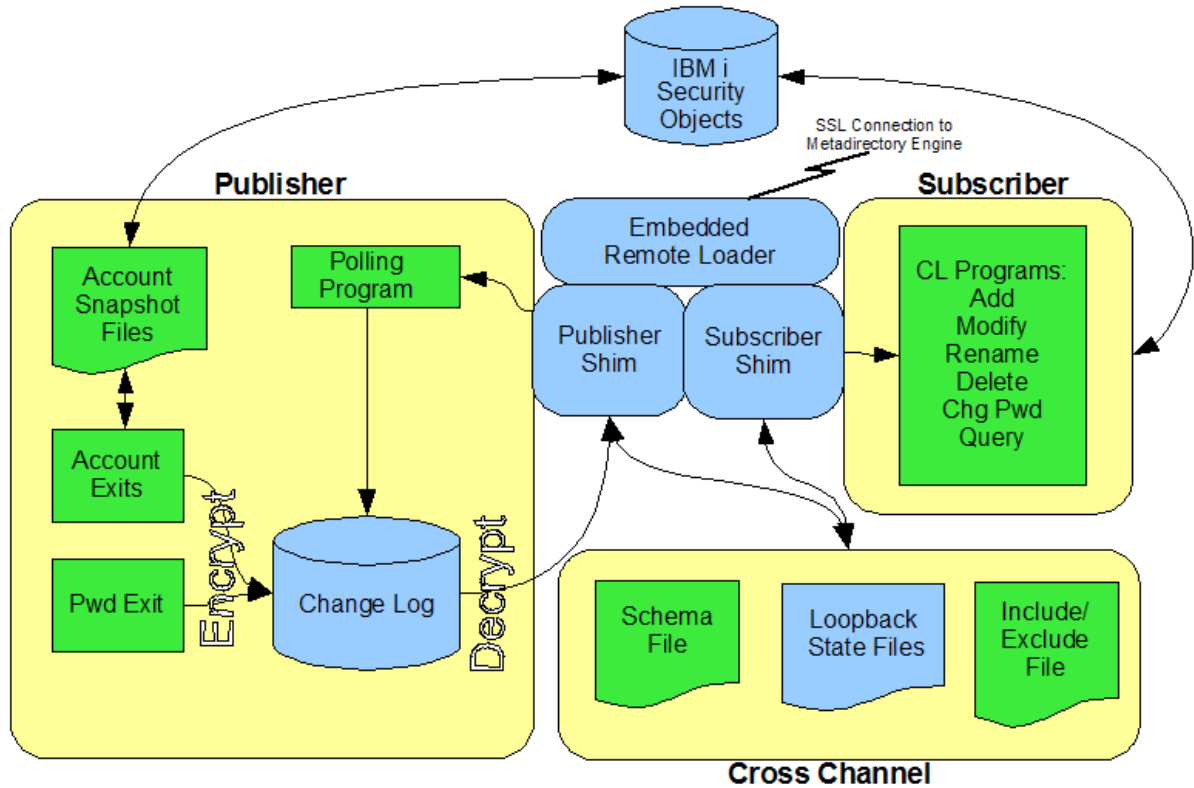 IBM i
Security
Objects
SSL Connection to
Metadirectory Engine
Publisher
Subscriber
Embedded
Remote Loader
Account
Snapshot
Files
Polling
Program
Publisher
Shim
Subscriber
Shim
CL Programs:
Add
Modify
Rename
Delete
Chg Pwd
Query
Account
Exits
Encrypt
Decrypt
Pwd Exit
Change Log
Schema
File
Loopback
State Files
Include/
Exclude
File
Cross Channel